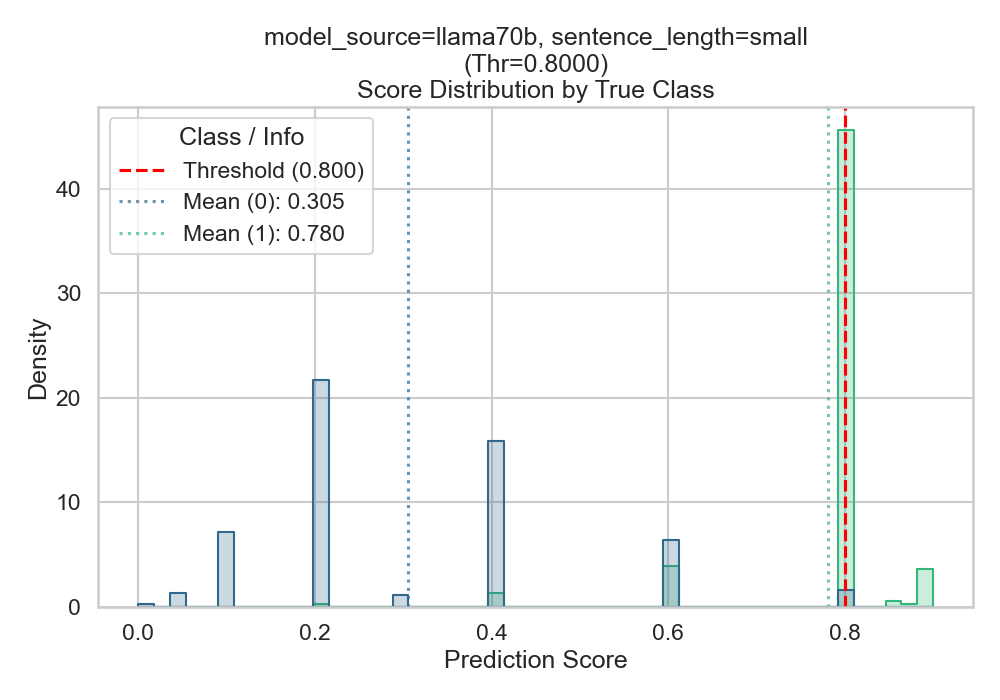 model_source=llama70b, sentence_length=small
(Thr=0.8000)
Score Distribution by True Class
Class / Info
Threshold (0.800)
Mean (0): 0.305
Mean (1): 0.780
Density
40
30
20
10
0
0.0 0.2 0.4 0.6 0.8
Prediction Score